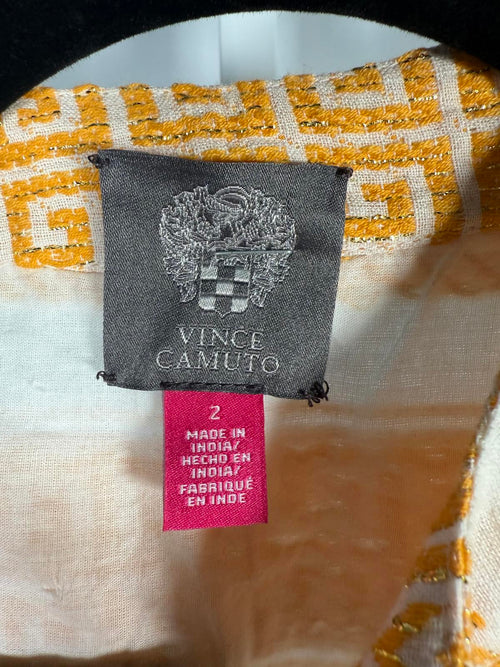 VINCE
CAMUTO
2
MADE IN
INDIA/
HECHO EN
INDIA/
FABRIQUÉ
EN INDE